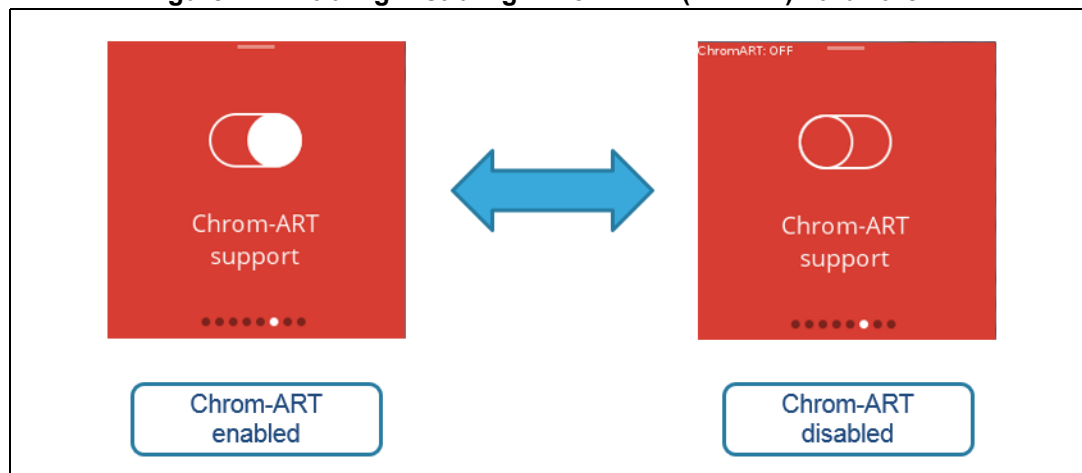 ChromART: OFF
Chrom-ART
support
Chrom-ART
support
Chrom-ART
enabled
Chrom-ART
disabled